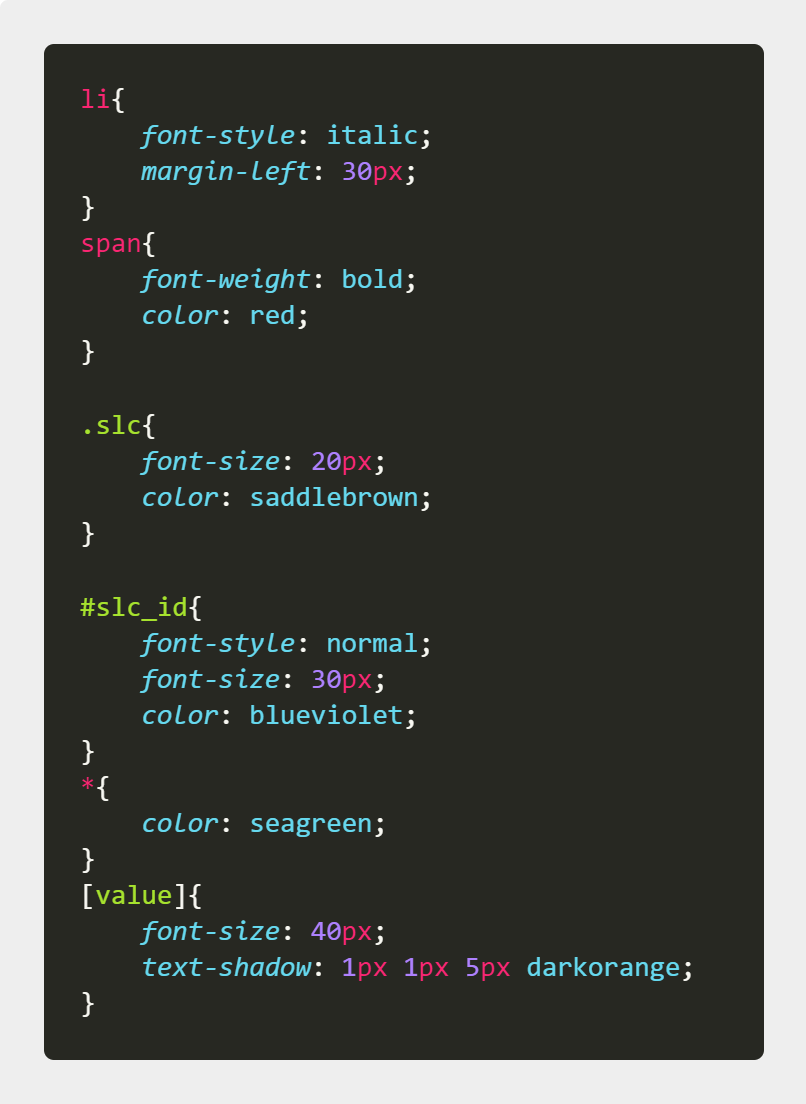 li{
    font-style: italic;
    margin-left: 30px;
}
span{
    font-weight: bold;
    color: red;
}

.slc{
    font-size: 20px;
    color: saddlebrown;
}

#slc_id{
    font-style: normal;
    font-size: 30px;
    color: blueviolet;
}
*{
    color: seagreen;
}
[value]{
    font-size: 40px;
    text-shadow: 1px 1px 5px darkorange;
}